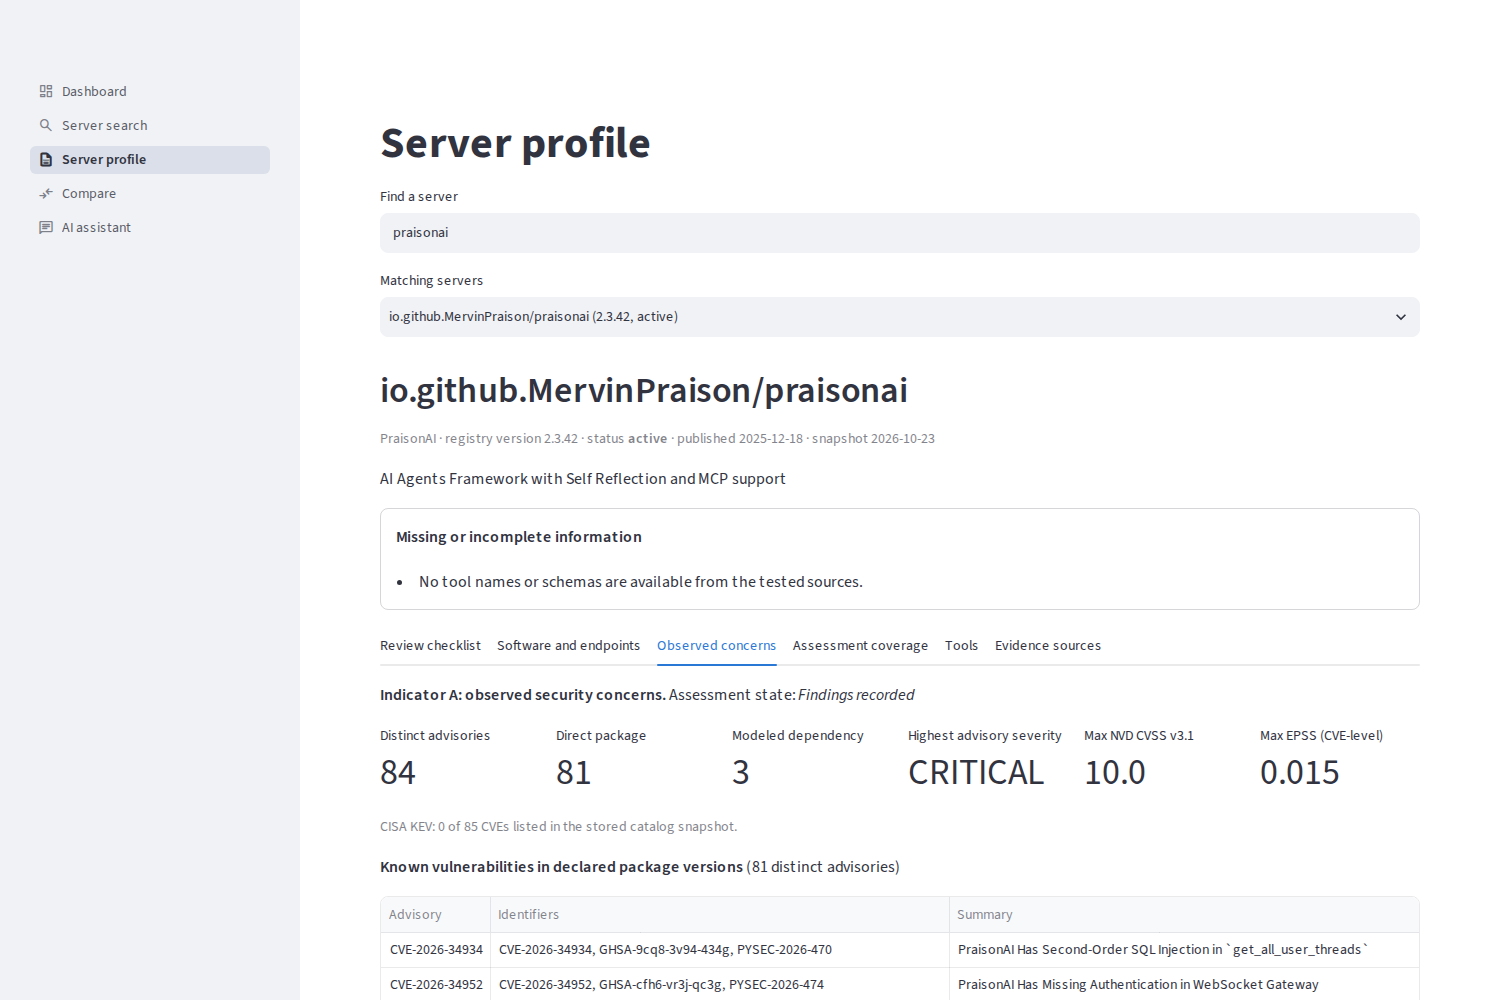 Dashboard
Server search
Server profile
Compare
AI assistant
Server profile
Find a server
praisonai
Matching servers
io.github.MervinPraison/praisonai (2.3.42, active)
io.github.MervinPraison/praisonai
PraisonAI · registry version 2.3.42 · status active · published 2025-12-18 · snapshot 2026-10-23
AI Agents Framework with Self Reflection and MCP support
Missing or incomplete information
• No tool names or schemas are available from the tested sources.
Review checklist Software and endpoints Observed concerns Assessment coverage Tools Evidence sources
Indicator A: observed security concerns. Assessment state: Findings recorded
Distinct advisories Direct package Modeled dependency Highest advisory severity Max NVD CVSS v3.1 Max EPSS (CVE-level)
84 81 3 CRITICAL 10.0 0.015
CISA KEV: 0 of 85 CVEs listed in the stored catalog snapshot.
Known vulnerabilities in declared package versions (81 distinct advisories)
Advisory Identifiers Summary
CVE-2026-34934 CVE-2026-34934, GHSA-9cq8-3v94-434g, PYSEC-2026-470 PraisonAI Has Second-Order SQL Injection in `get_all_user_threads`
CVE-2026-34952 CVE-2026-34952, GHSA-cfh6-vr3j-qc3g, PYSEC-2026-474 PraisonAI Has Missing Authentication in WebSocket Gateway